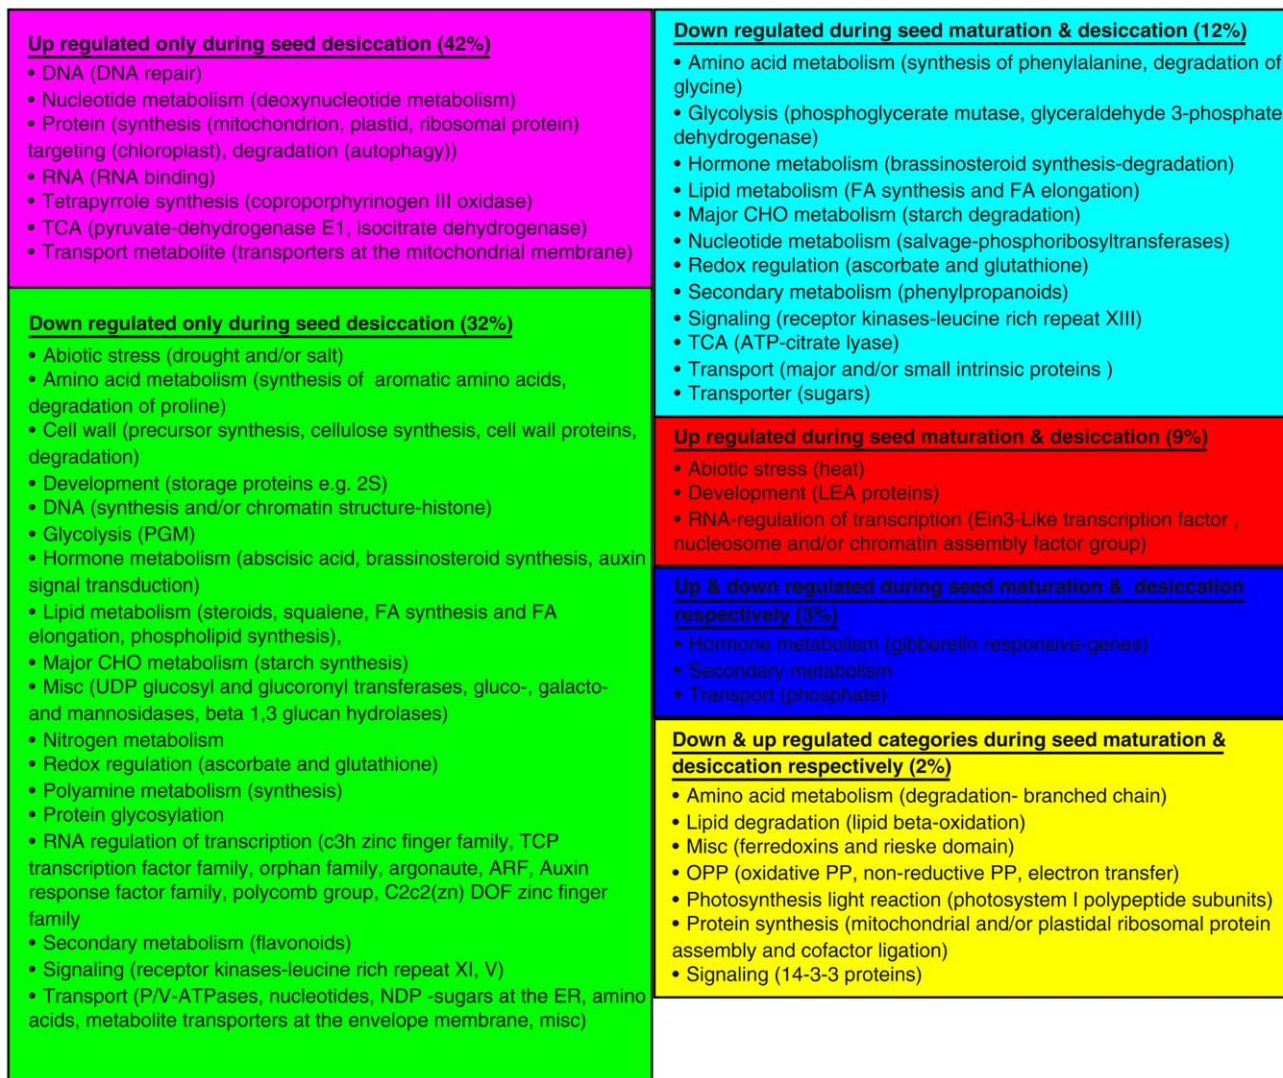 Up regulated only during seed desiccation (42%)
• DNA (DNA repair)
• Nucleotide metabolism (deoxynucleotide metabolism)
• Protein (synthesis (mitochondrion, plastid, ribosomal protein)
targeting (chloroplast), degradation (autophagy))
• RNA (RNA binding)
• Tetrapyrrole synthesis (coproporphyrinogen III oxidase)
• TCA (pyruvate-dehydrogenase E1, isocitrate dehydrogenase)
• Transport metabolite (transporters at the mitochondrial membrane)
Down regulated only during seed desiccation (32%)
• Abiotic stress (drought and/or salt)
• Amino acid metabolism (synthesis of aromatic amino acids,
degradation of proline)
• Cell wall (precursor synthesis, cellulose synthesis, cell wall proteins,
degradation)
• Development (storage proteins e.g. 2S)
• DNA (synthesis and/or chromatin structure-histone)
• Glycolysis (PGM)
• Hormone metabolism (abscisic acid, brassinosteroid synthesis, auxin
signal transduction)
• Lipid metabolism (steroids, squalene, FA synthesis and FA
elongation, phospholipid synthesis),
• Major CHO metabolism (starch synthesis)
• Misc (UDP glucosyl and glucoronyl transferases, gluco-, galacto-
and mannosidases, beta 1,3 glucan hydrolases)
• Nitrogen metabolism
• Redox regulation (ascorbate and glutathione)
• Polyamine metabolism (synthesis)
• Protein glycosylation
• RNA regulation of transcription (c3h zinc finger family, TCP
transcription factor family, orphan family, argonaute, ARF, Auxin
response factor family, polycomb group, C2c2(zn) DOF zinc finger
family
• Secondary metabolism (flavonoids)
• Signaling (receptor kinases-leucine rich repeat XI, V)
• Transport (P/V-ATPases, nucleotides, NDP -sugars at the ER, amino
acids, metabolite transporters at the envelope membrane, misc)
Down regulated during seed maturation & desiccation (12%)
• Amino acid metabolism (synthesis of phenylalanine, degradation of
glycine)
• Glycolysis (phosphoglycerate mutase, glyceraldehyde 3-phosphate
dehydrogenase)
• Hormone metabolism (brassinosteroid synthesis-degradation)
• Lipid metabolism (FA synthesis and FA elongation)
• Major CHO metabolism (starch degradation)
• Nucleotide metabolism (salvage-phosphoribosyltransferases)
• Redox regulation (ascorbate and glutathione)
• Secondary metabolism (phenylpropanoids)
• Signaling (receptor kinases-leucine rich repeat XIII)
• TCA (ATP-citrate lyase)
• Transport (major and/or small intrinsic proteins )
• Transporter (sugars)
Up regulated during seed maturation & desiccation (9%)
• Abiotic stress (heat)
• Development (LEA proteins)
• RNA-regulation of transcription (Ein3-Like transcription factor ,
nucleosome and/or chromatin assembly factor group)
Up & down regulated during seed maturation & desiccation
respectively (3%)
• Hormone metabolism (gibberelin responsive-genes)
• Secondary metabolism
• Transport (phosphate)
Down & up regulated categories during seed maturation &
desiccation respectively (2%)
• Amino acid metabolism (degradation- branched chain)
• Lipid degradation (lipid beta-oxidation)
• Misc (ferredoxins and rieske domain)
• OPP (oxidative PP, non-reductive PP, electron transfer)
• Photosynthesis light reaction (photosystem I polypeptide subunits)
• Protein synthesis (mitochondrial and/or plastidal ribosomal protein
assembly and cofactor ligation)
• Signaling (14-3-3 proteins)